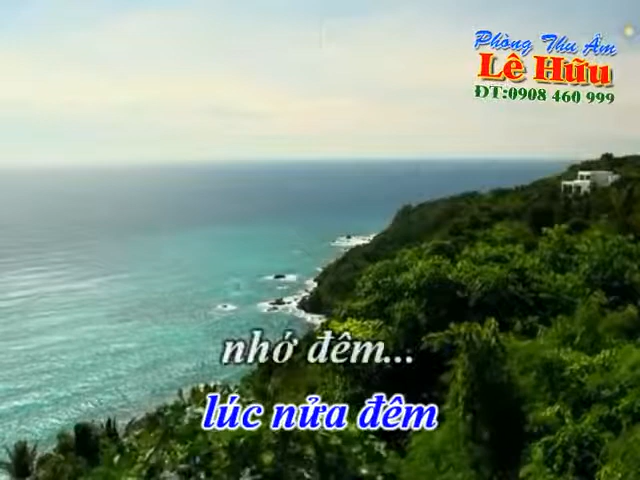 Phòng Thu Âm
Lê Hữu
ĐT:0908 460 999
nhớ đêm...
lúc nửa đêm